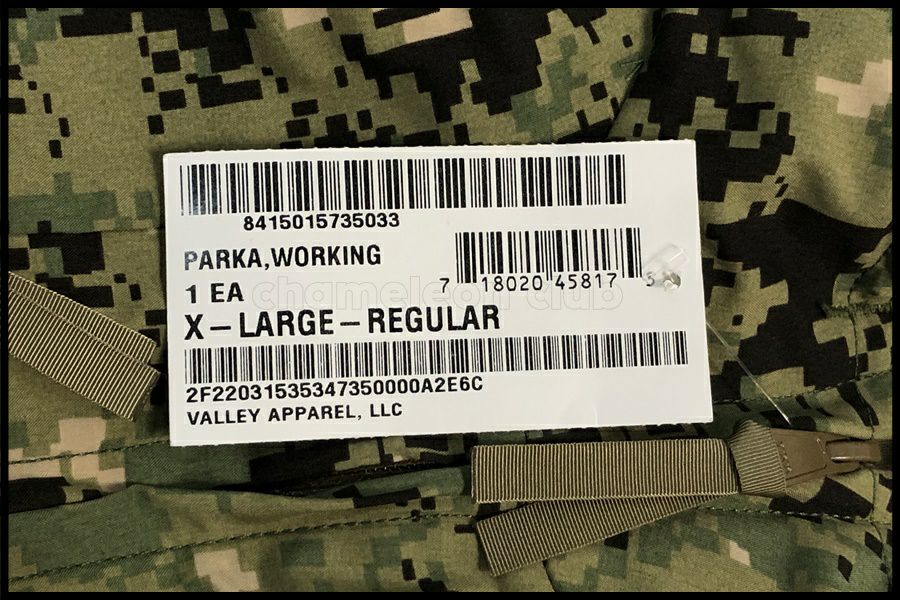 8415015735033
PARKA,WORKING
7 18020 45817 3
1 EA
chameleon club
X-LARGE-REGULAR
2F22031535347350000A2E6C
VALLEY APPAREL, LLC